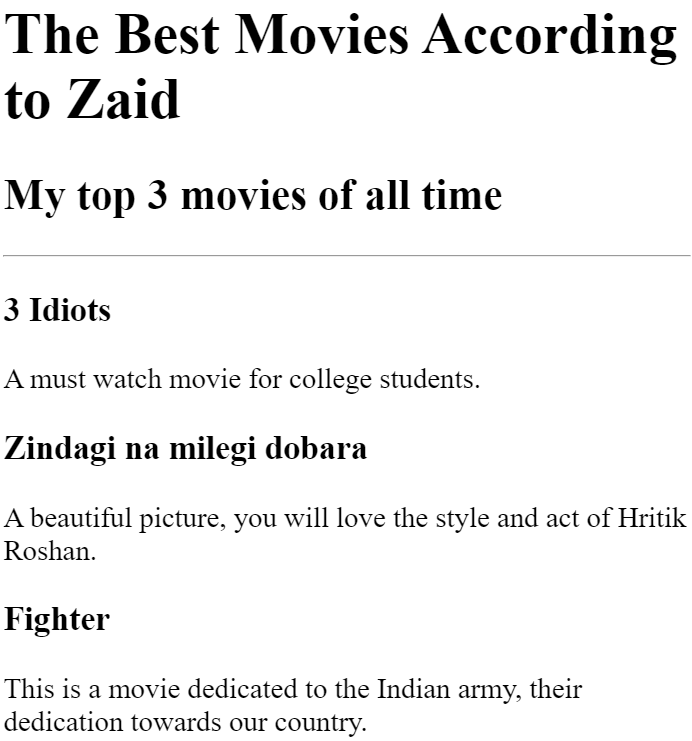 The Best Movies According
to Zaid
My top 3 movies of all time
3 Idiots
A must watch movie for college students.
Zindagi na milegi dobara
A beautiful picture, you will love the style and act of Hritik
Roshan.
Fighter
This is a movie dedicated to the Indian army, their
dedication towards our country.